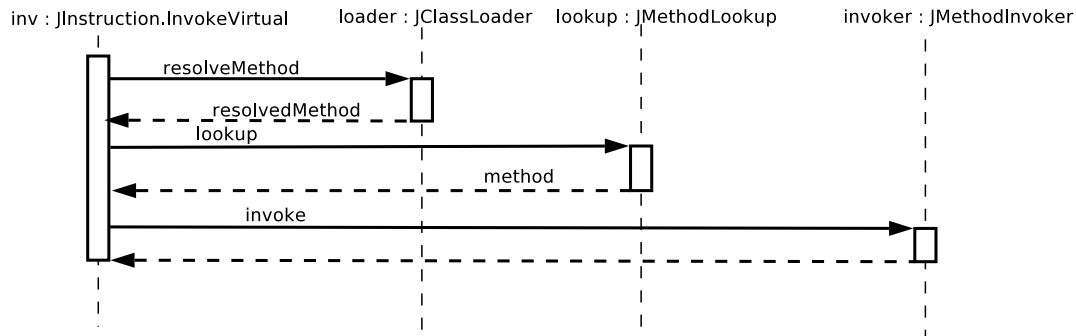 inv : JInstruction.InvokeVirtual
loader : JClassLoader
lookup : JMethodLookup
invoker : JMethodInvoker
resolveMethod
resolvedMethod
lookup
method
invoke